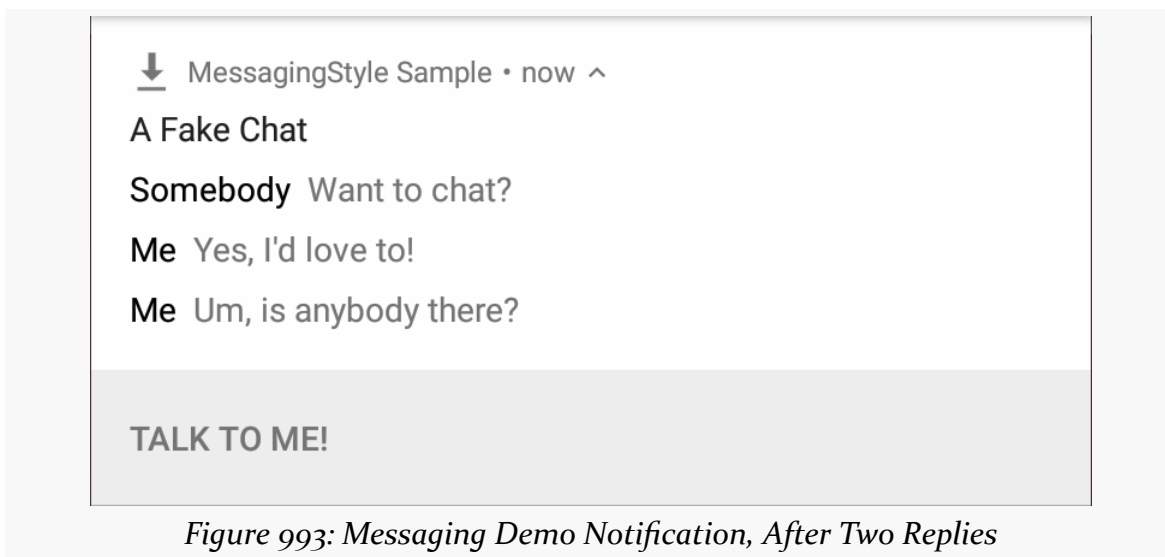 MessagingStyle Sample • now
A Fake Chat
Somebody Want to chat?
Me Yes, I'd love to!
Me Um, is anybody there?
TALK TO ME!
Figure 993: Messaging Demo Notification, After Two Replies